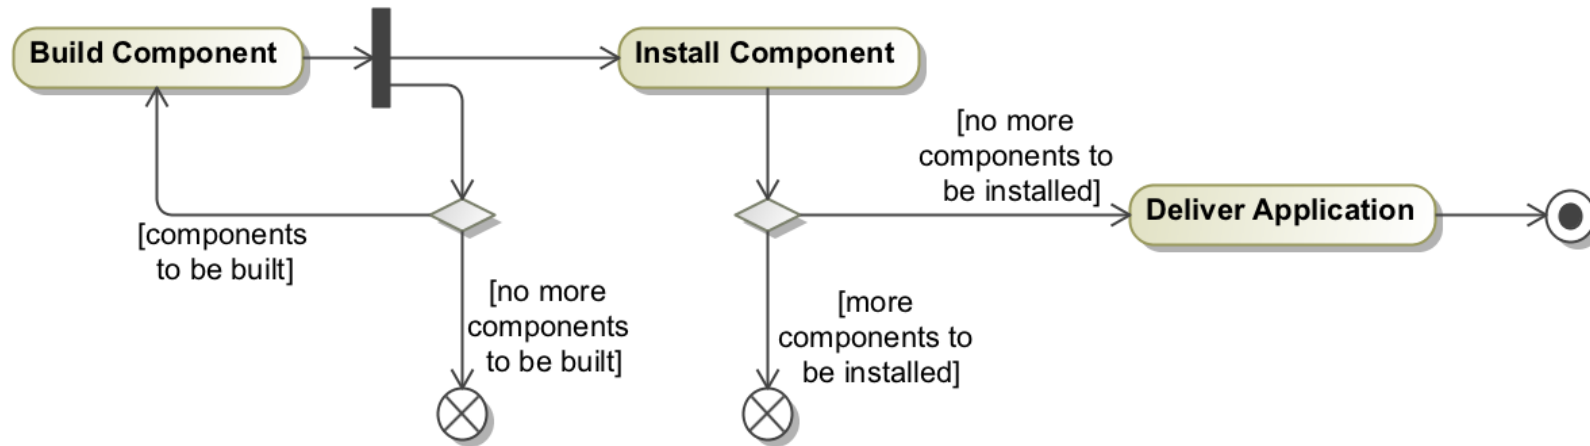 Build Component
Install Component
[no more
components to
be installed]
Deliver Application
[components
to be built]
[no more
components
to be built]
[more
components to
be installed]